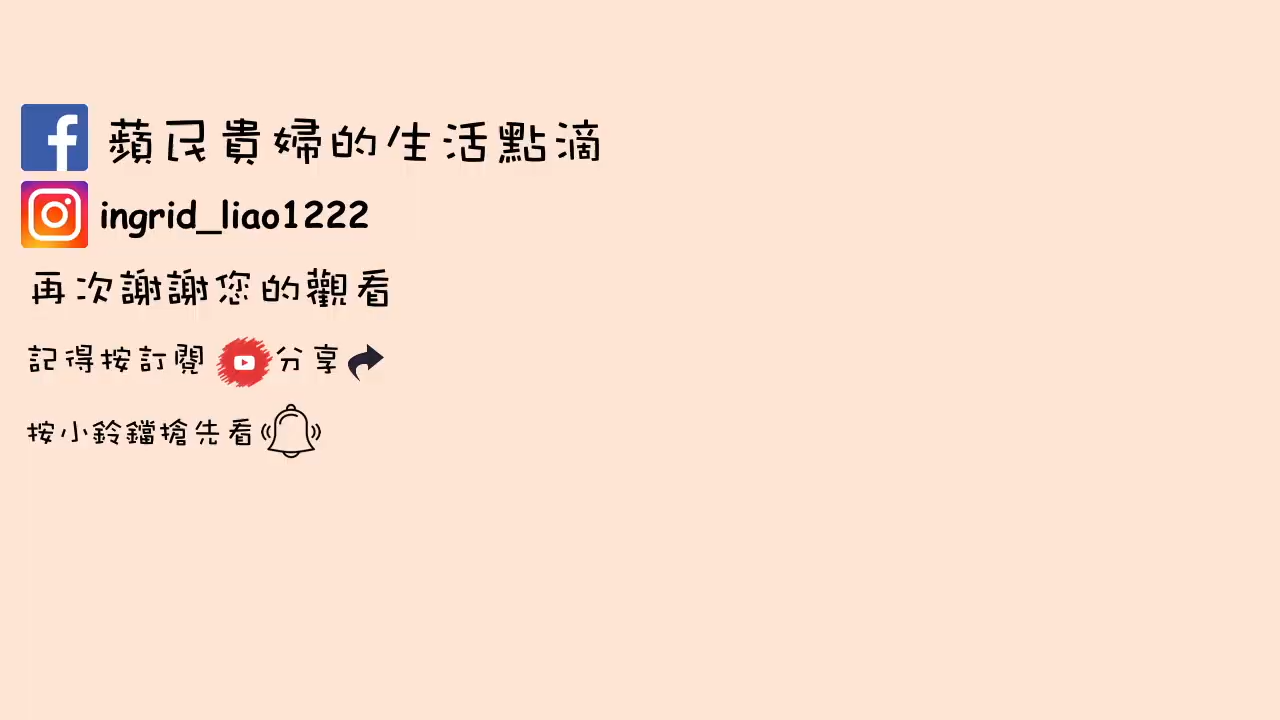 蘋民貴婦的生活點滴
ingrid_liao1222
再次謝謝您的觀看
記得按訂閱 分享
按小鈴鐺搶先看